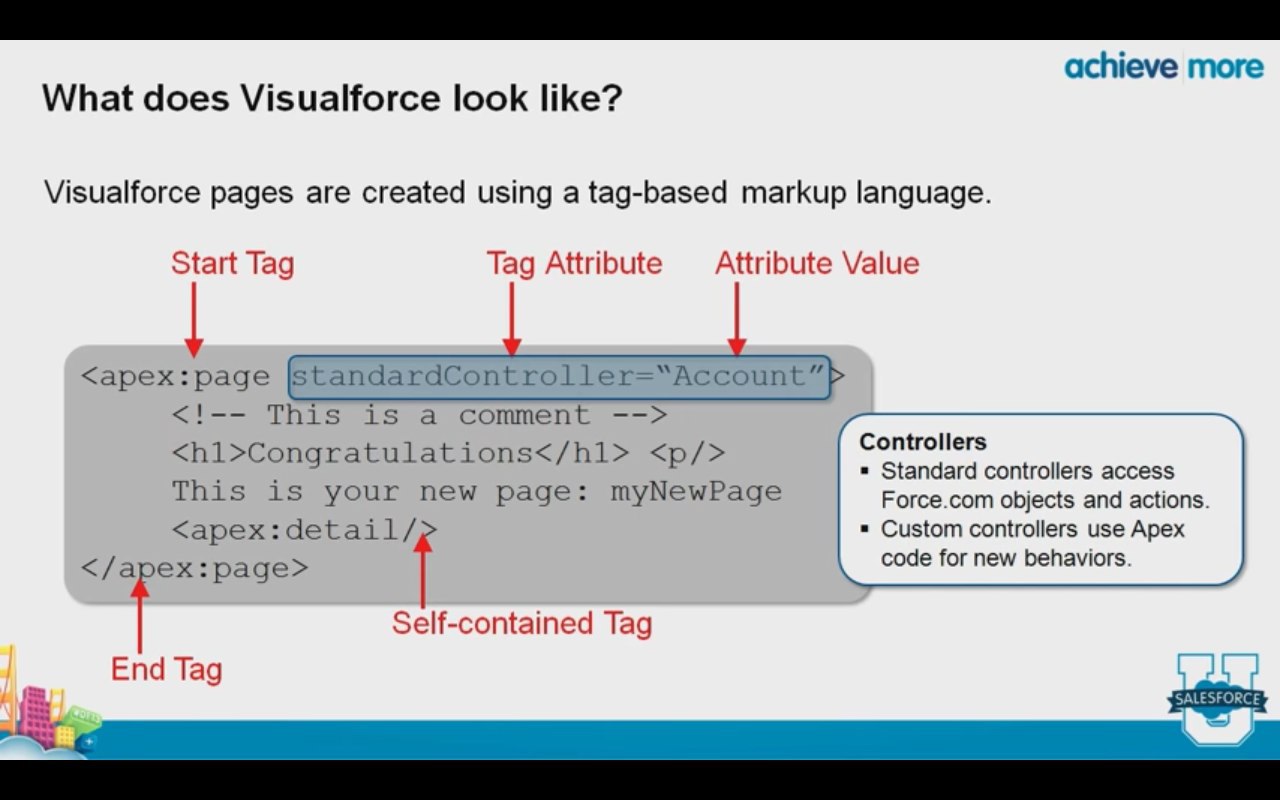 achieve more
What does Visualforce look like?
Visualforce pages are created using a tag-based markup language.
Start Tag
Tag Attribute
Attribute Value
<apex:page standardController=“Account”>
<!-- This is a comment -->
<h1>Congratulations</h1> <p/>
This is your new page: myNewPage
<apex:detail/>
</apex:page>
Controllers
▪ Standard controllers access
Force.com objects and actions.
▪ Custom controllers use Apex
code for new behaviors.
Self-contained Tag
End Tag
U
SALESFORCE